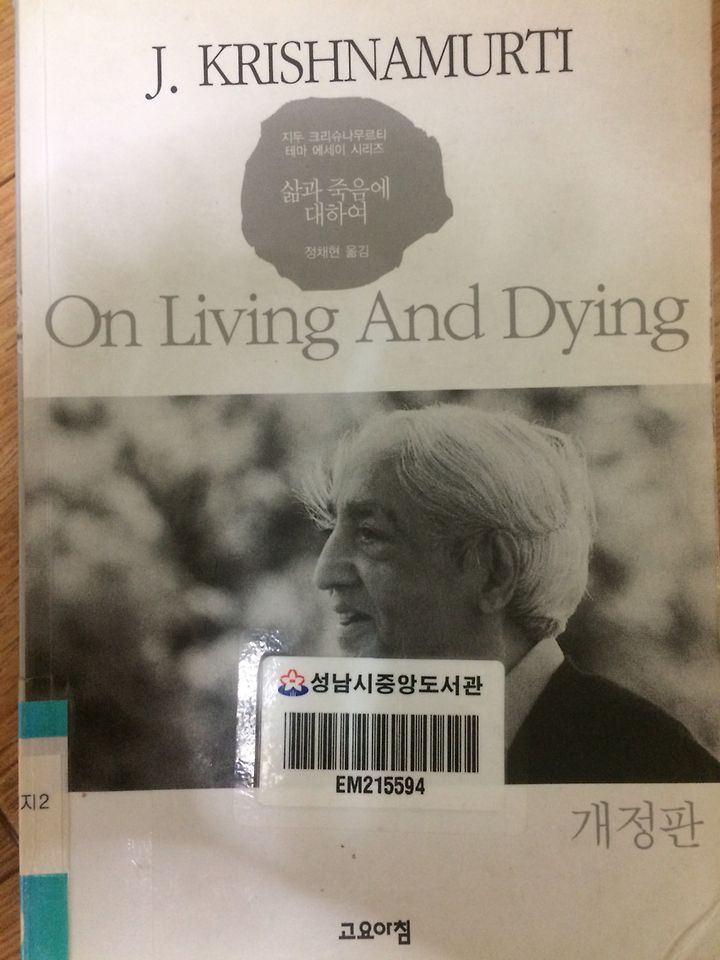 J. KRISHNAMURTI
지두 크리슈나무르티
테마 에세이 시리즈
삶과 죽음에
대하여
정채현 옮김
On Living And Dying
성남시중앙도서관
EM215594
지2
개정판
고요아침